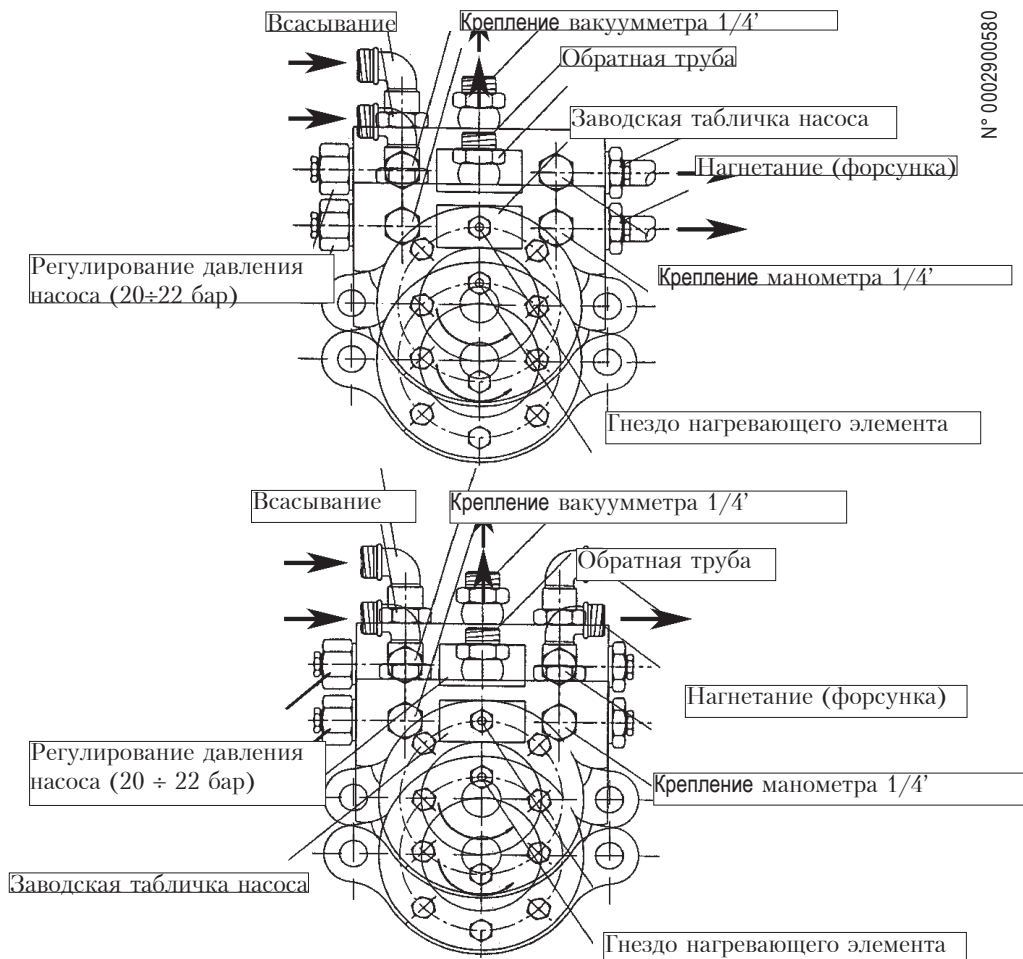 Всасывание
Крепление вакуумметра 1/4'
Обратная труба
Заводская табличка насоса
Нагнетание (форсунка)
Регулирование давления
насоса (20÷22 бар)
Крепление манометра 1/4'
Гнездо нагревающего элемента
N° 0002900580
Всасывание
Крепление вакуумметра 1/4'
Обратная труба
Нагнетание (форсунка)
Регулирование давления
насоса (20 ÷ 22 бар)
Крепление манометра 1/4'
Заводская табличка насоса
Гнездо нагревающего элемента